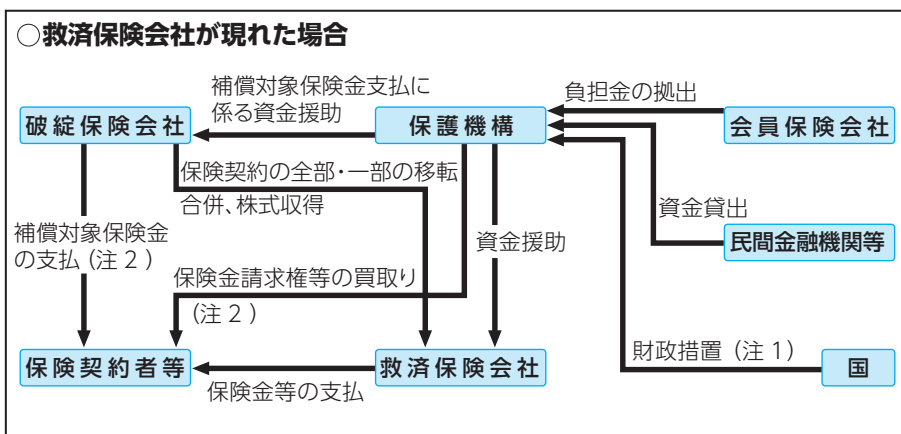 ○救済保険会社が現れた場合
補償対象保険金支払に
係る資金援助
負担金の拠出
破綻保険会社
保護機構
会員保険会社
保険契約の全部・一部の移転
合併、株式取得
資金貸出
補償対象保険金
の支払（注２）
資金援助
民間金融機関等
保険金請求権等の買取り
（注２）
財政措置（注１）
保険契約者等
救済保険会社
国
保険金等の支払